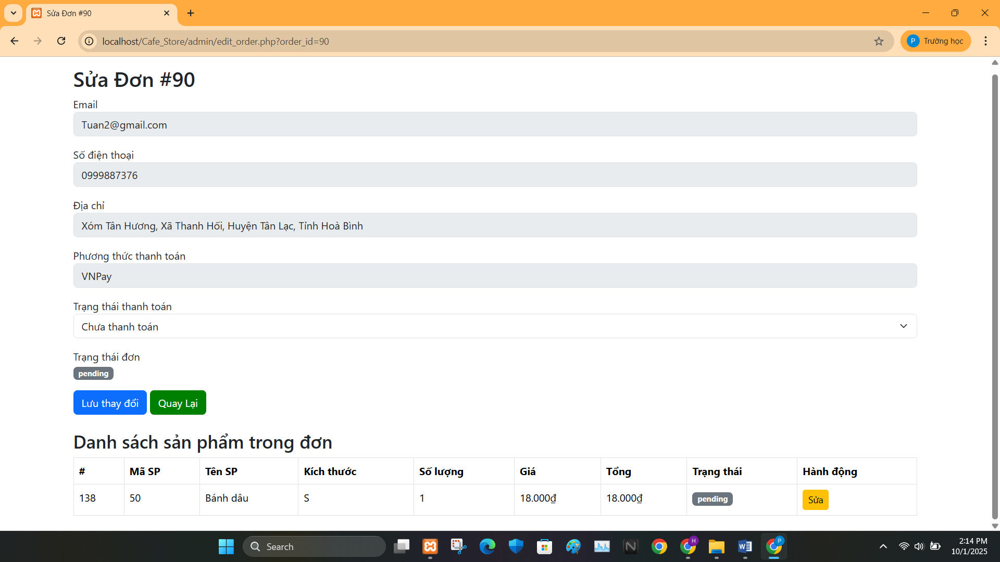 Sửa Đơn #90
localhost/Cafe_Store/admin/edit_order.php?order_id=90
P Trường học
Sửa Đơn #90
Email
Tuan2@gmail.com
Số điện thoại
0999887376
Địa chỉ
Xóm Tân Hương, Xã Thanh Hối, Huyện Tân Lạc, Tỉnh Hoà Bình
Phương thức thanh toán
VNPay
Trạng thái thanh toán
Chưa thanh toán
Trạng thái đơn
pending
Lưu thay đổi Quay Lại
Danh sách sản phẩm trong đơn
# Mã SP Tên SP Kích thước Số lượng Giá Tổng Trạng thái Hành động
138 50 Bánh dâu S 1 18.000₫ 18.000₫ pending Sửa
Search
H
P
2:14 PM
10/1/2025